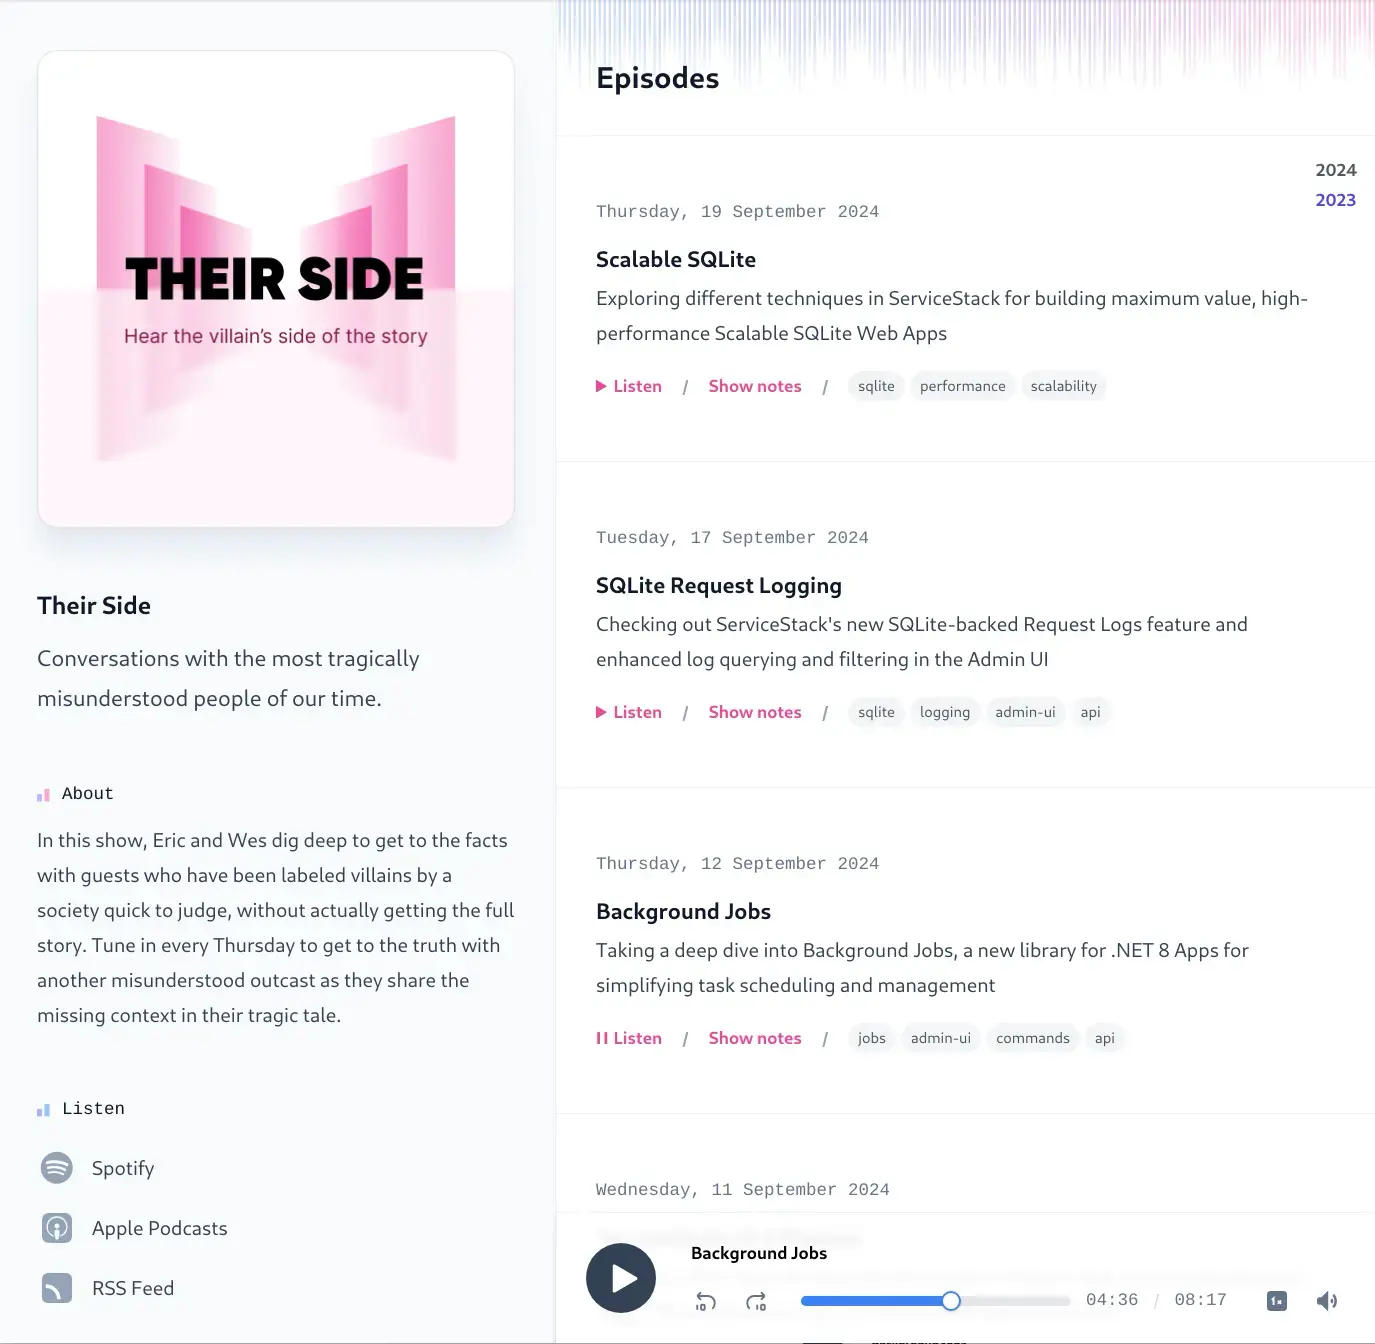 THEIR SIDE
Hear the villain's side of the story
Their Side
Conversations with the most tragically
misunderstood people of our time.
About
In this show, Eric and Wes dig deep to get to the facts
with guests who have been labeled villains by a
society quick to judge, without actually getting the full
story. Tune in every Thursday to get to the truth with
another misunderstood outcast as they share the
missing context in their tragic tale.
Listen
Spotify
Apple Podcasts
RSS Feed
Episodes
2024
2023
Thursday, 19 September 2024
Scalable SQLite
Exploring different techniques in ServiceStack for building maximum value, high-
performance Scalable SQLite Web Apps
Listen / Show notes / sqlite performance scalability
Tuesday, 17 September 2024
SQLite Request Logging
Checking out ServiceStack's new SQLite-backed Request Logs feature and
enhanced log querying and filtering in the Admin UI
Listen / Show notes / sqlite logging admin-ui api
Thursday, 12 September 2024
Background Jobs
Taking a deep dive into Background Jobs, a new library for .NET 8 Apps for
simplifying task scheduling and management
Listen / Show notes / jobs admin-ui commands api
Wednesday, 11 September 2024
Background Jobs
10 10 04:36 / 08:17 1x